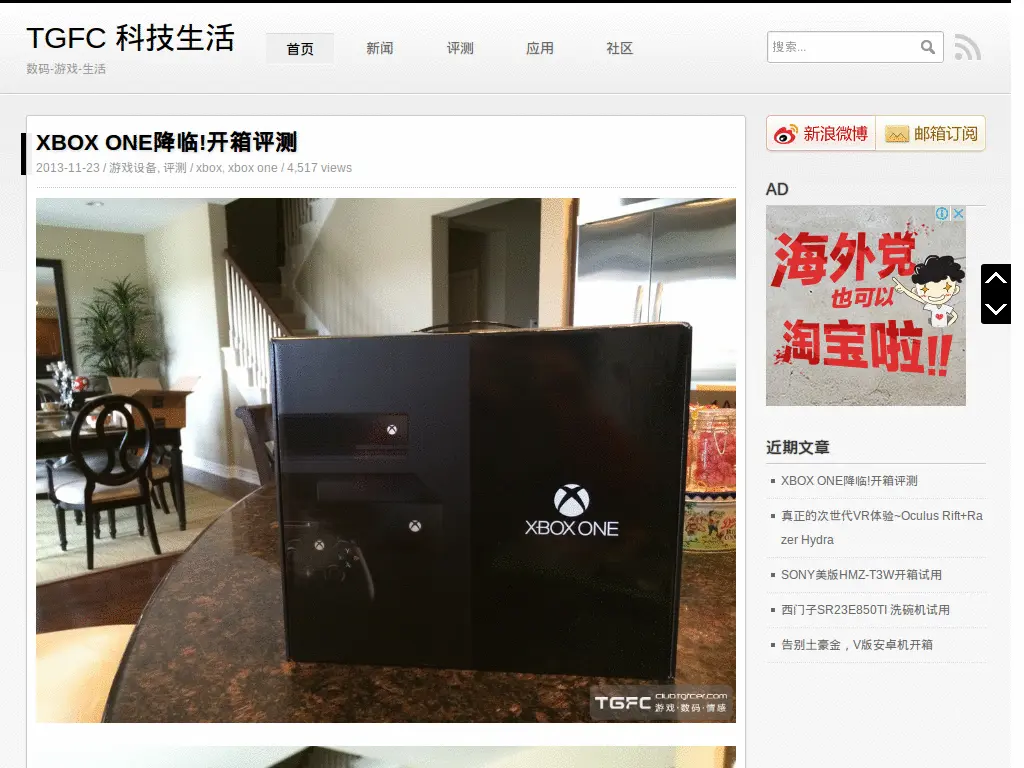 TGFC 科技生活
数码-游戏-生活
首页
新闻
评测
应用
社区
搜索...
XBOX ONE降临!开箱评测
2013-11-23 / 游戏设备, 评测 / xbox, xbox one / 4,517 views
XBOX ONE
TGFC club.tgfcer.com
游戏·数码·情感
新浪微博
邮箱订阅
AD
海外党
也可以
淘宝啦!!
近期文章
XBOX ONE降临!开箱评测
真正的次世代VR体验~Oculus Rift+Ra
zer Hydra
SONY美版HMZ-T3W开箱试用
西门子SR23E850TI 洗碗机试用
告别土豪金，V版安卓机开箱